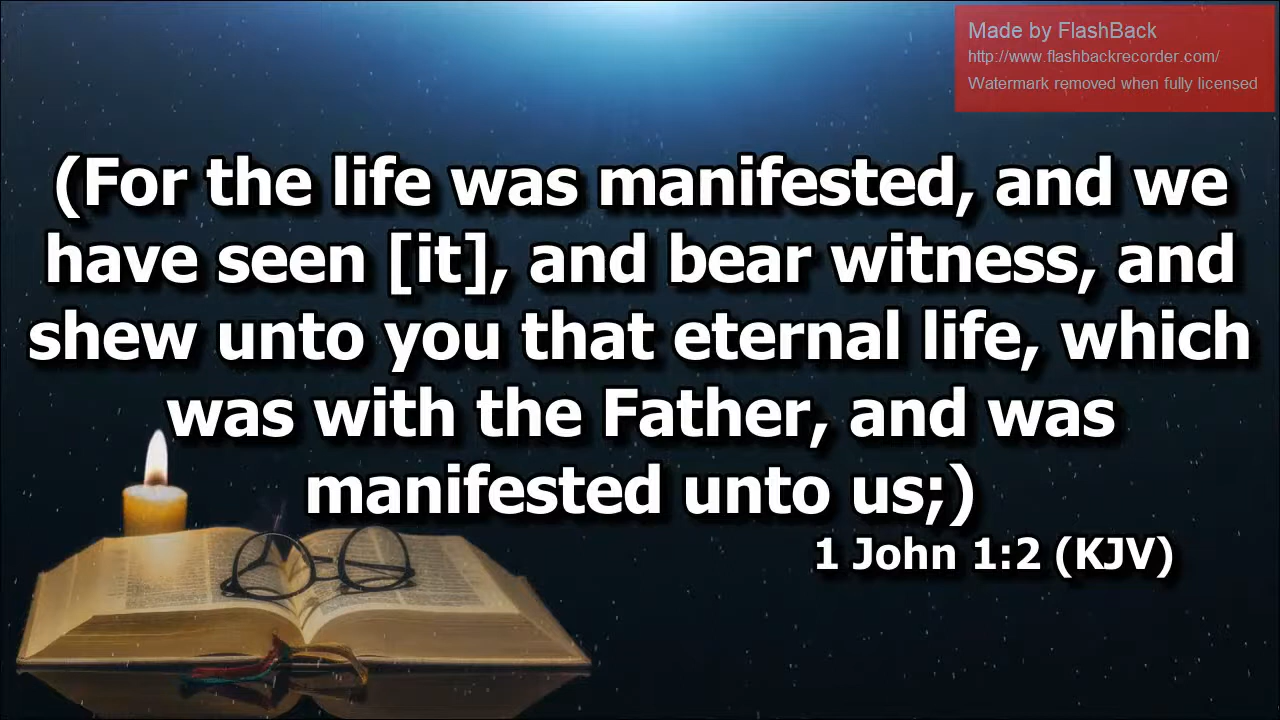 Made by FlashBack
http://www.flashbackrecorder.com/
Watermark removed when fully licensed
(For the life was manifested, and we
have seen [it], and bear witness, and
shew unto you that eternal life, which
was with the Father, and was
manifested unto us;)
1 John 1:2 (KJV)